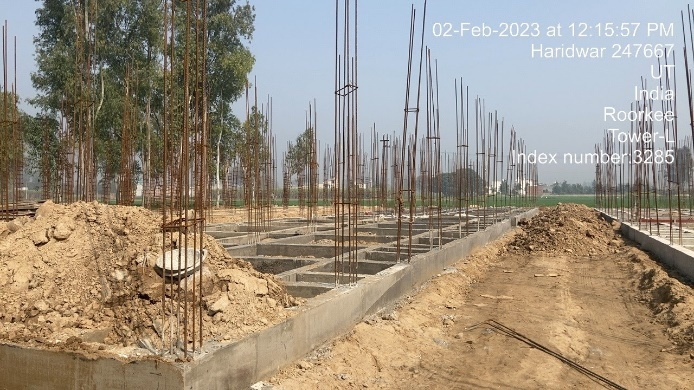 02-Feb-2023 at 12:15:57 PM
Haridwar 247667
UT
India
Roorkee
Tower-L
Index number:3285